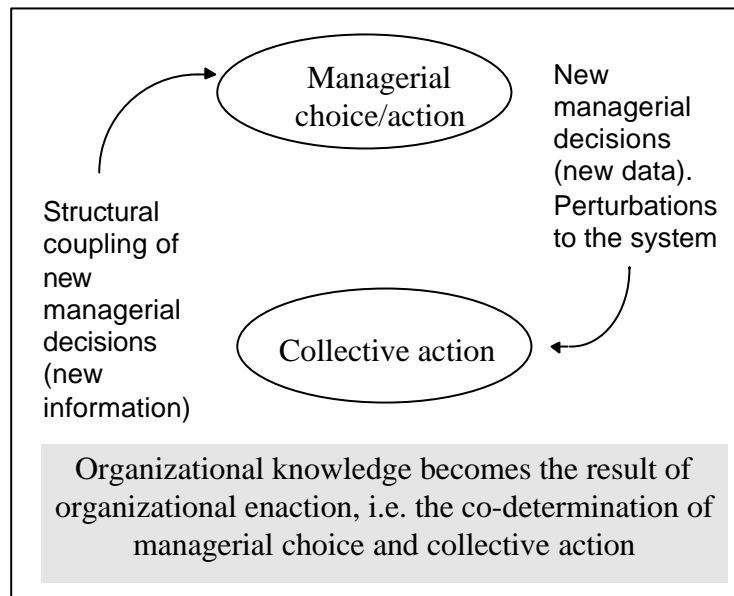 Managerial
choice/action
New
managerial
decisions
(new data).
Perturbations
to the system
Structural
coupling of
new
managerial
decisions
(new
information)
Collective action
Organizational knowledge becomes the result of
organizational enaction, i.e. the co-determination of
managerial choice and collective action